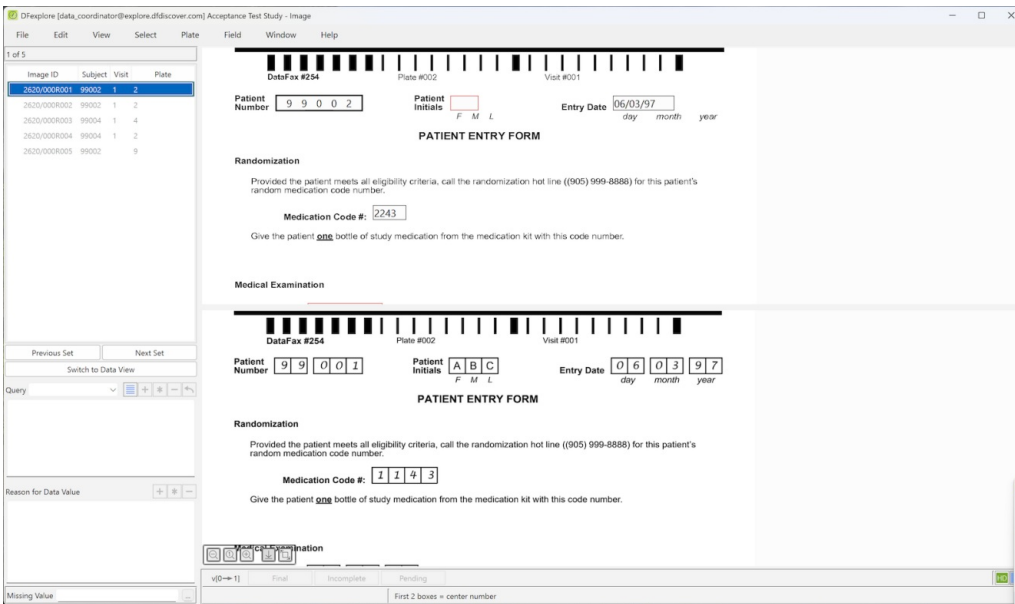 DFexplore [data_coordinator@explore.dfdiscover.com] Acceptance Test Study - Image
File Edit View Select Plate Field Window Help
1 of 5
Image ID Subject Visit Plate
2620/000R001 99002 1 2
2620/000R002 99002 1 2
2620/000R003 99004 1 4
2620/000R004 99004 1 2
2620/000R005 99002 9
Previous Set Next Set
Switch to Data View
Query
Reason for Data Value
Missing Value
DataFax #254 Plate #002 Visit #001
Patient Number 9 9 0 0 2 Patient Initials F M L Entry Date 06/03/97 day month year
PATIENT ENTRY FORM
Randomization
Provided the patient meets all eligibility criteria, call the randomization hot line ((905) 999-8888) for this patient's
random medication code number.
Medication Code #: 2243
Give the patient one bottle of study medication from the medication kit with this code number.
Medical Examination
DataFax #254 Plate #002 Visit #001
Patient Number 9 9 0 0 1 Patient Initials A B C F M L Entry Date 0 6 0 3 9 7 day month year
PATIENT ENTRY FORM
Randomization
Provided the patient meets all eligibility criteria, call the randomization hot line ((905) 999-8888) for this patient's
random medication code number.
Medication Code #: 1 1 4 3
Give the patient one bottle of study medication from the medication kit with this code number.
Medical Examination
v[0→1] Final Incomplete Pending
HD
First 2 boxes = center number